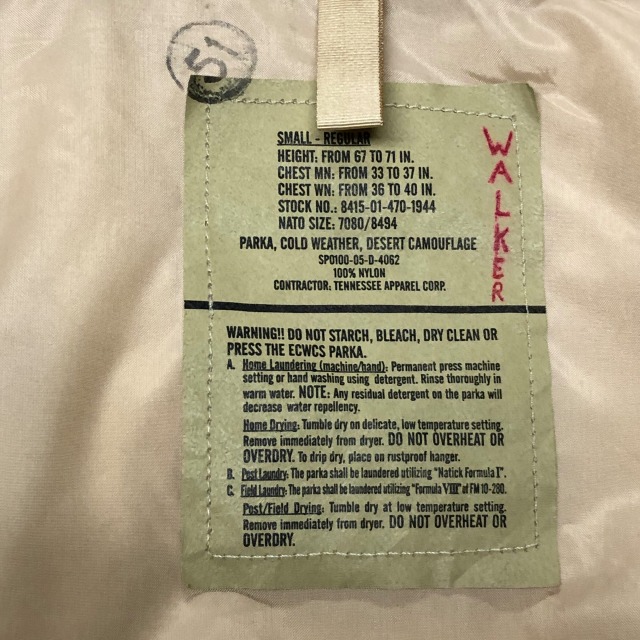 51
SMALL - REGULAR
HEIGHT: FROM 67 TO 71 IN.
CHEST MN: FROM 33 TO 37 IN.
CHEST WN: FROM 36 TO 40 IN.
STOCK NO.: 8415-01-470-1944
NATO SIZE: 7080/8494
PARKA, COLD WEATHER, DESERT CAMOUFLAGE
SPO100-05-D-4062
100% NYLON
CONTRACTOR: TENNESSEE APPAREL CORP.
WALKER
WARNING!! DO NOT STARCH, BLEACH, DRY CLEAN OR
PRESS THE ECWCS PARKA.
A. Home Laundering (machine/hand): Permanent press machine
setting or hand washing using detergent. Rinse thoroughly in
warm water. NOTE: Any residual detergent on the parka will
decrease water repellency.
Home Drying: Tumble dry on delicate, low temperature setting.
Remove immediately from dryer. DO NOT OVERHEAT OR
OVERDRY. To drip dry, place on rustproof hanger.
B. Post Laundry: The parka shall be laundered utilizing "Natick Formula I".
C. Field Laundry: The parka shall be laundered utilizing "Formula VIII" of FM 10-280.
Post/Field Drying: Tumble dry at low temperature setting.
Remove immediately from dryer. DO NOT OVERHEAT OR
OVERDRY.